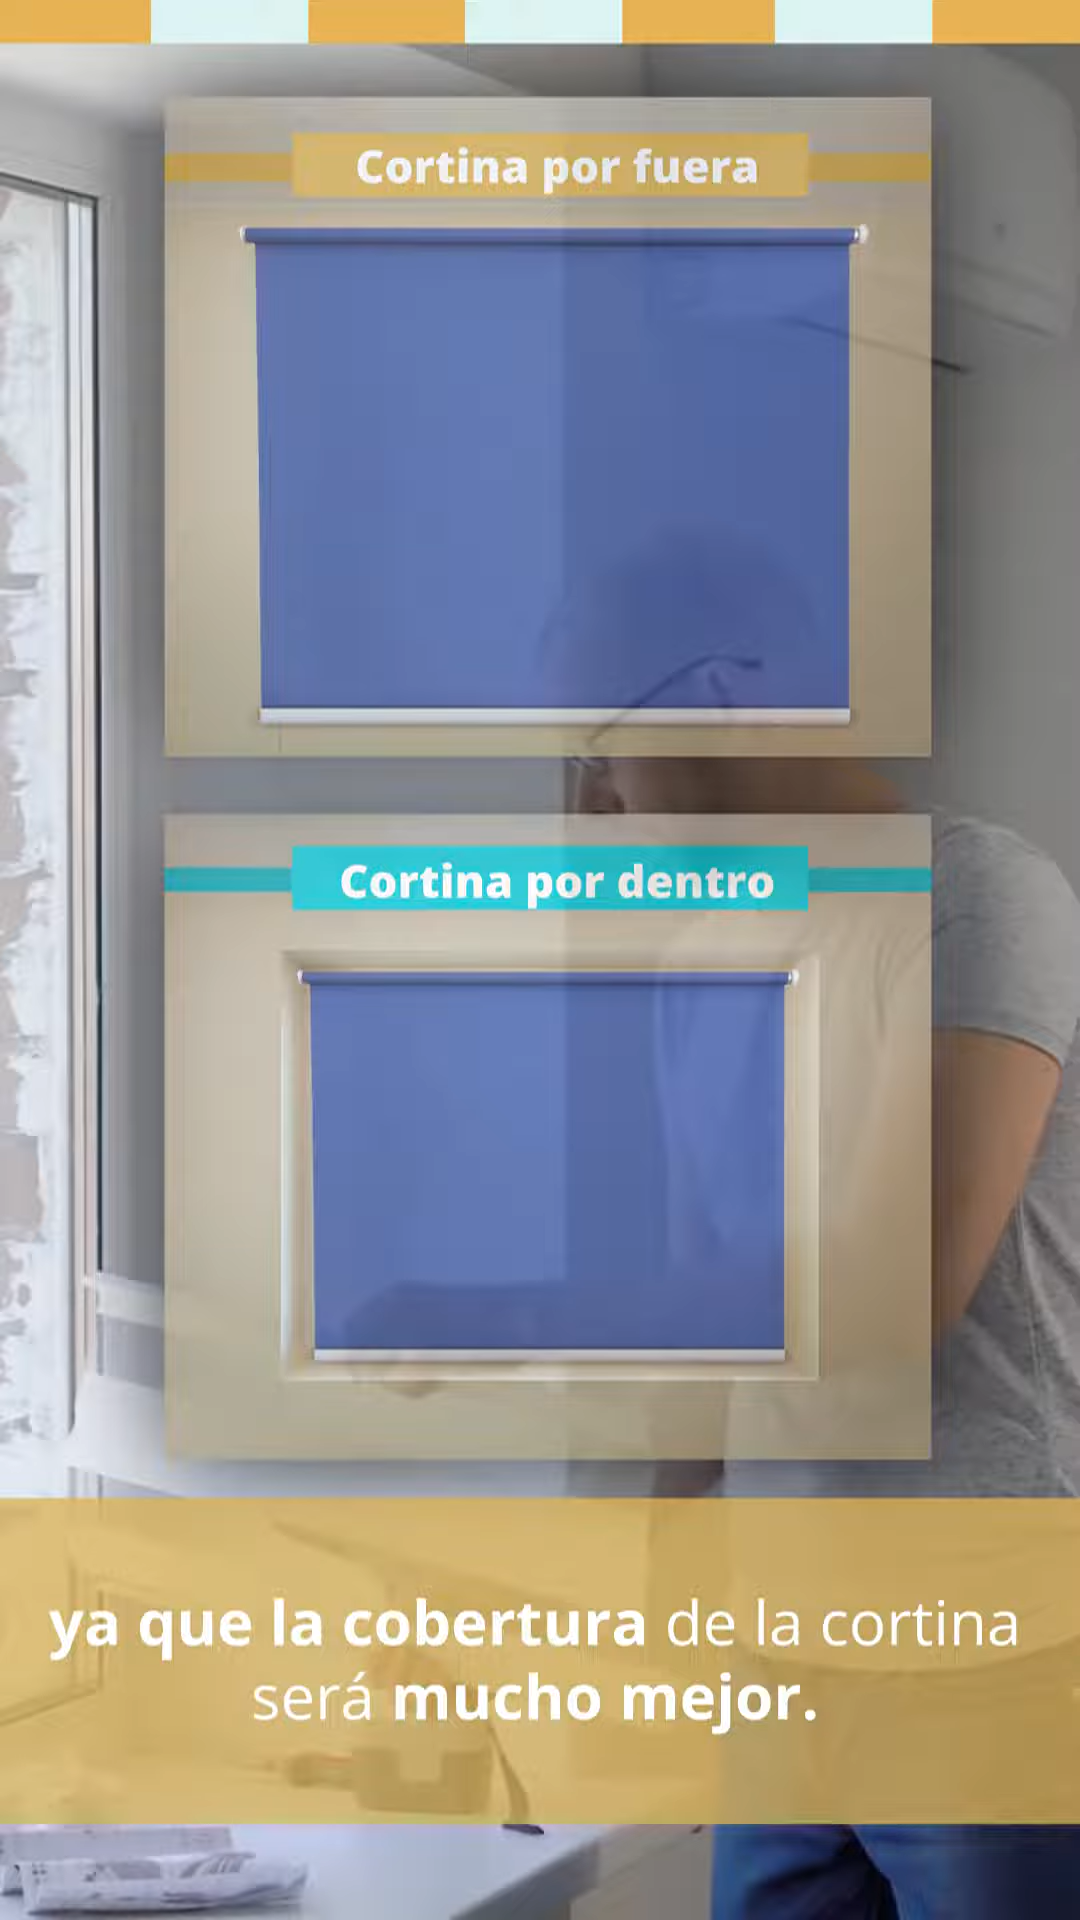 Cortina por fuera
Cortina por dentro
ya que la cobertura de la cortina
será mucho mejor.